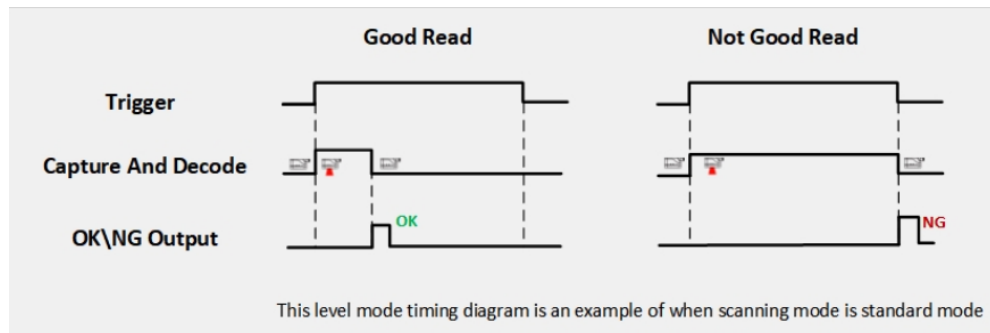 Good Read
Not Good Read
Trigger
Capture And Decode
OK
NG
OK\NG Output
This level mode timing diagram is an example of when scanning mode is standard mode